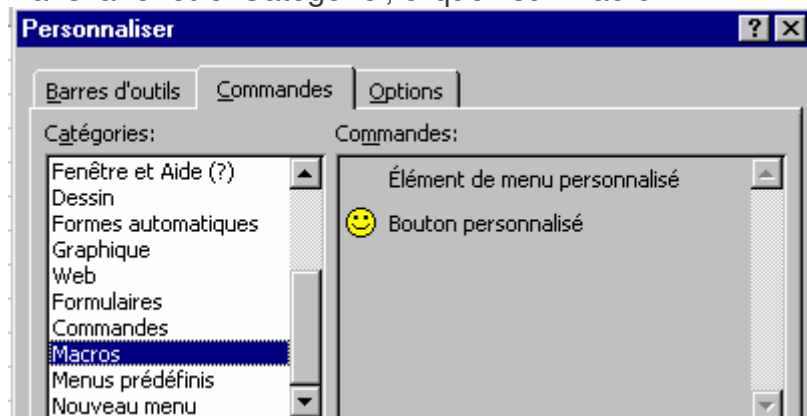 Personnaliser
Barres d'outils
Commandes
Options
Catégories:
Commandes:
Fenêtre et Aide (?)
Dessin
Formes automatiques
Graphique
Web
Formulaires
Commandes
Macros
Menus prédéfinis
Nouveau menu
Élément de menu personnalisé
Bouton personnalisé